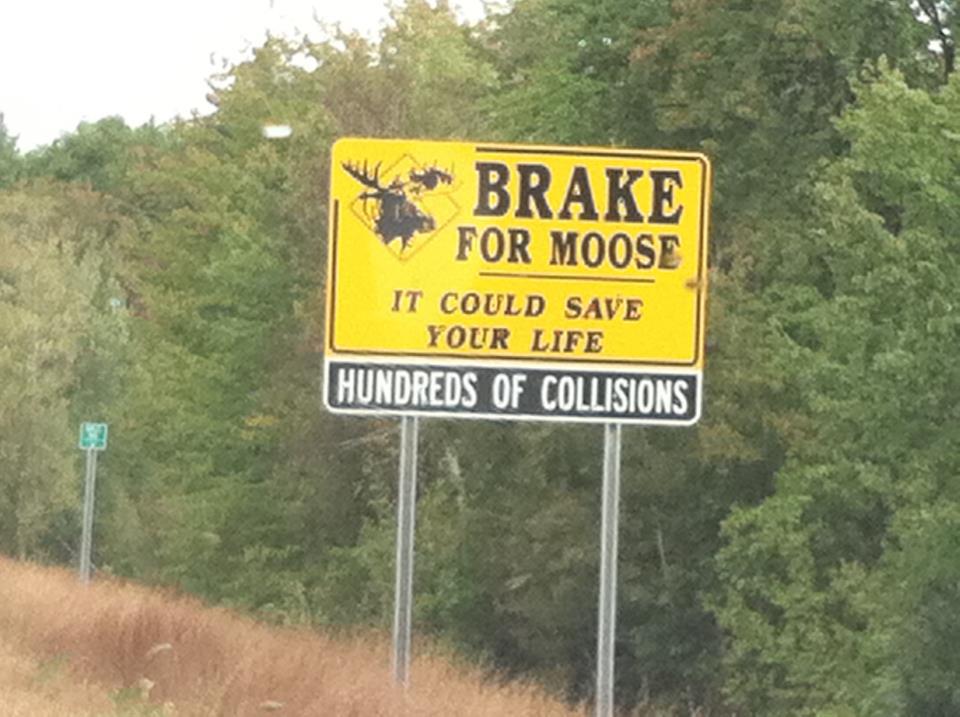 BRAKE
FOR MOOSE
IT COULD SAVE
YOUR LIFE
HUNDREDS OF COLLISIONS